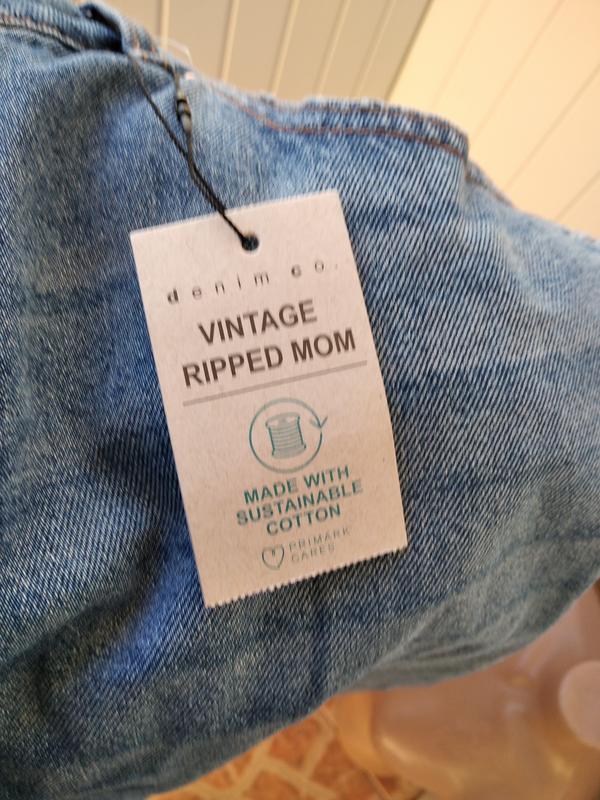 denim co.
VINTAGE
RIPPED MOM
MADE WITH
SUSTAINABLE
COTTON
PRIMARK
CARES